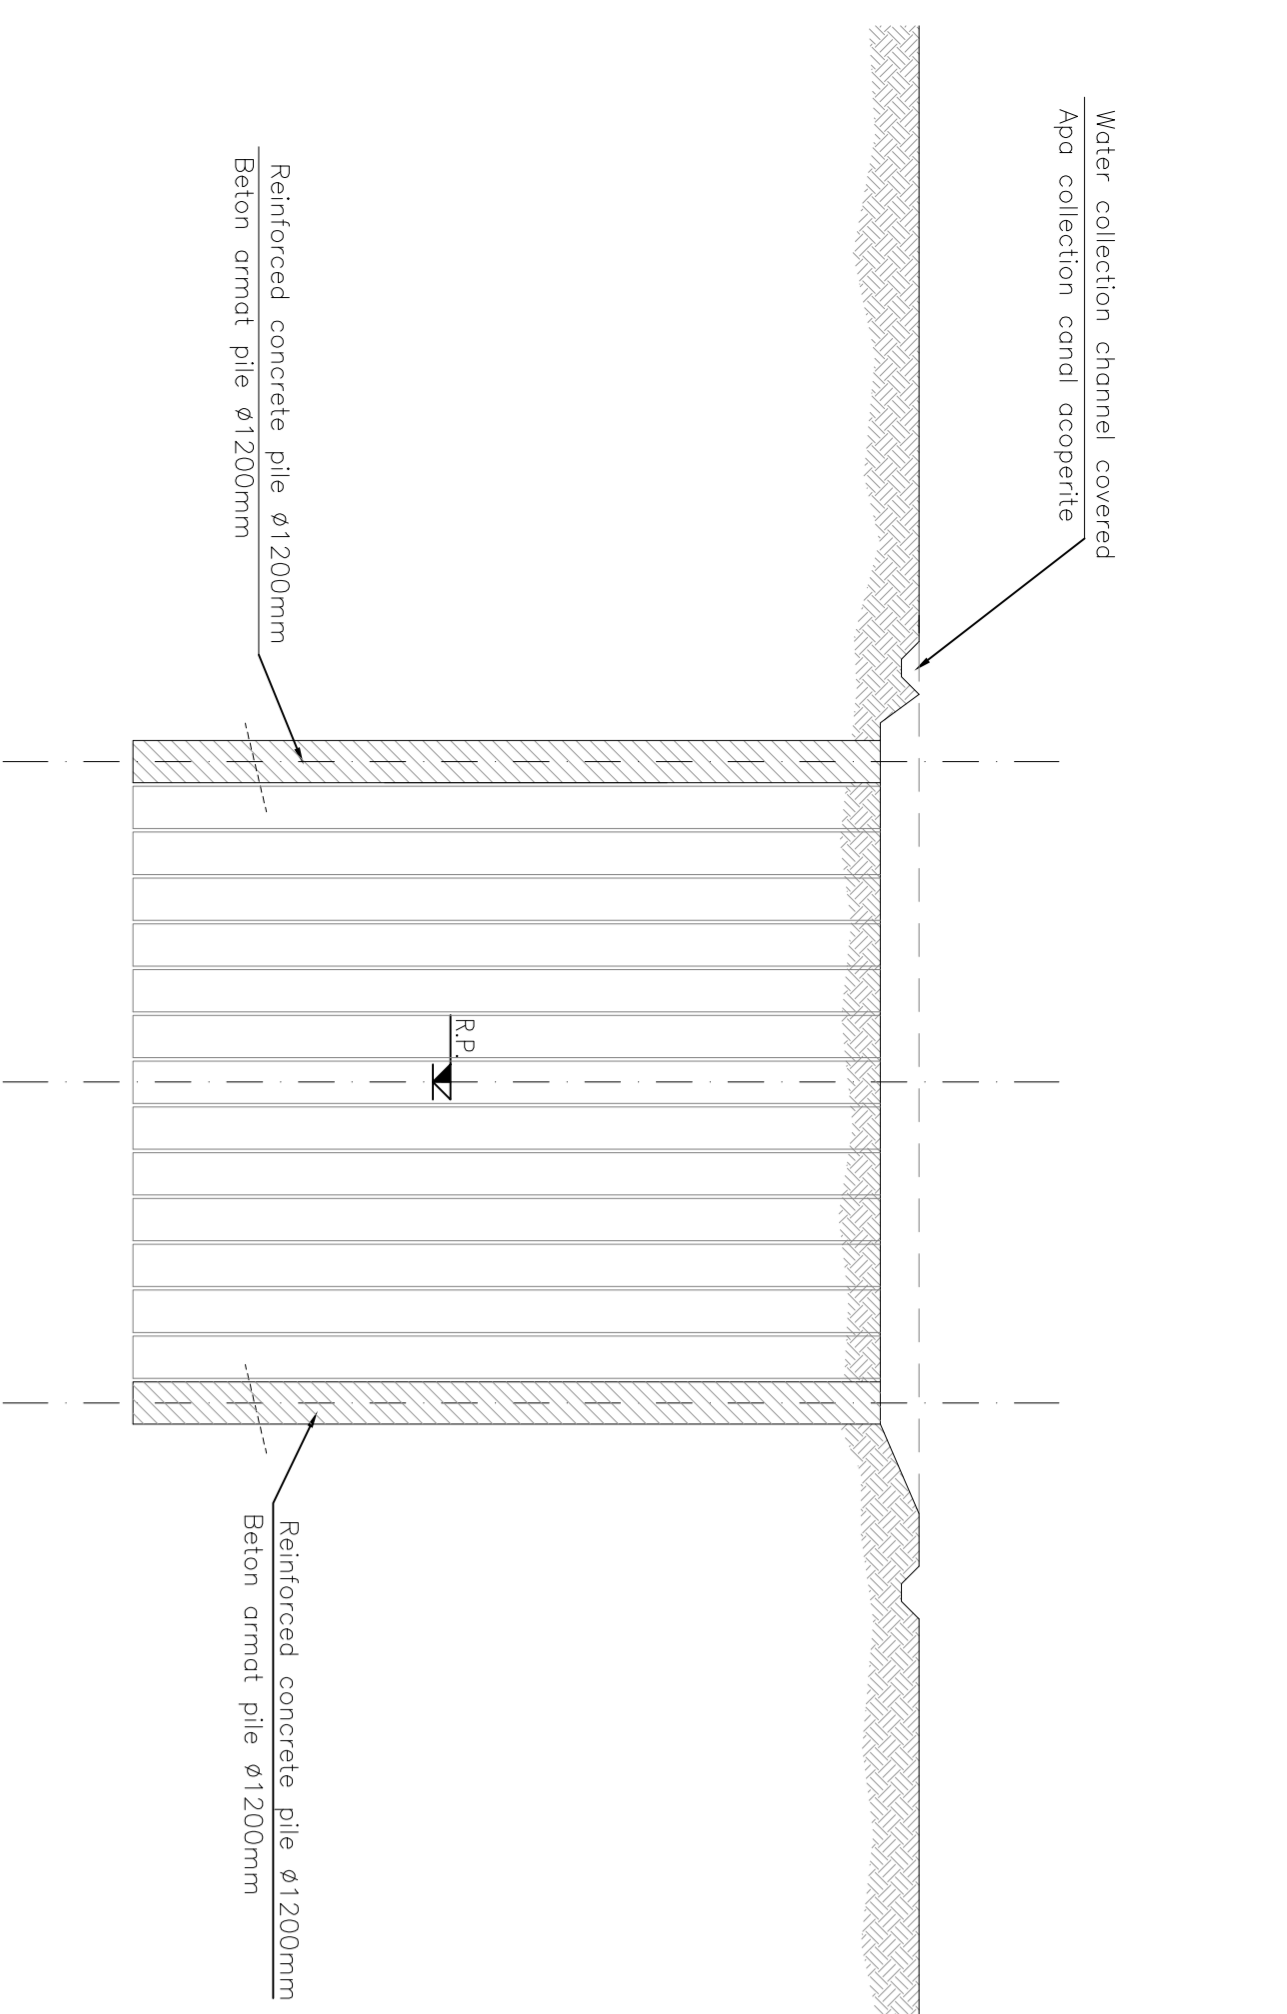 Water collection channel covered
Apa collection canal acoperite
Reinforced concrete pile Ø1200mm
Beton armat pile Ø1200mm
R.P.
Reinforced concrete pile Ø1200mm
Beton armat pile Ø1200mm